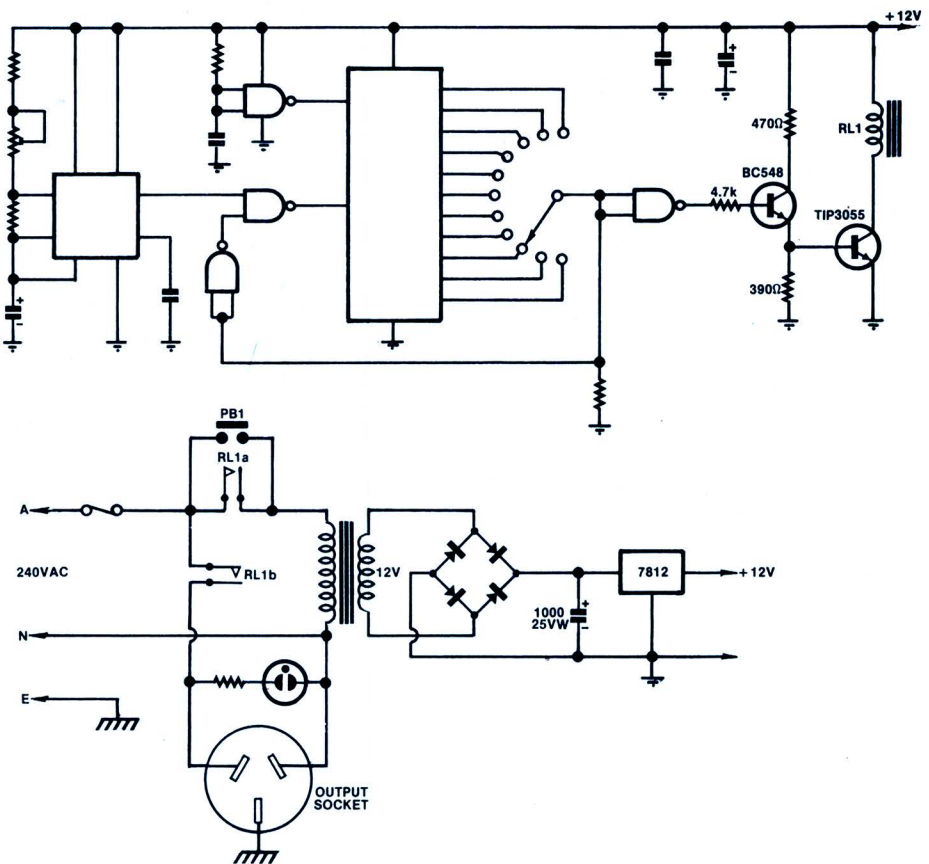 +12V
470Ω
RL1
BC548
4.7k
TIP3055
390Ω
PB1
RL1a
A
240VAC
RL1b
12V
7812
+12V
1000
25VW
N
E
OUTPUT
SOCKET